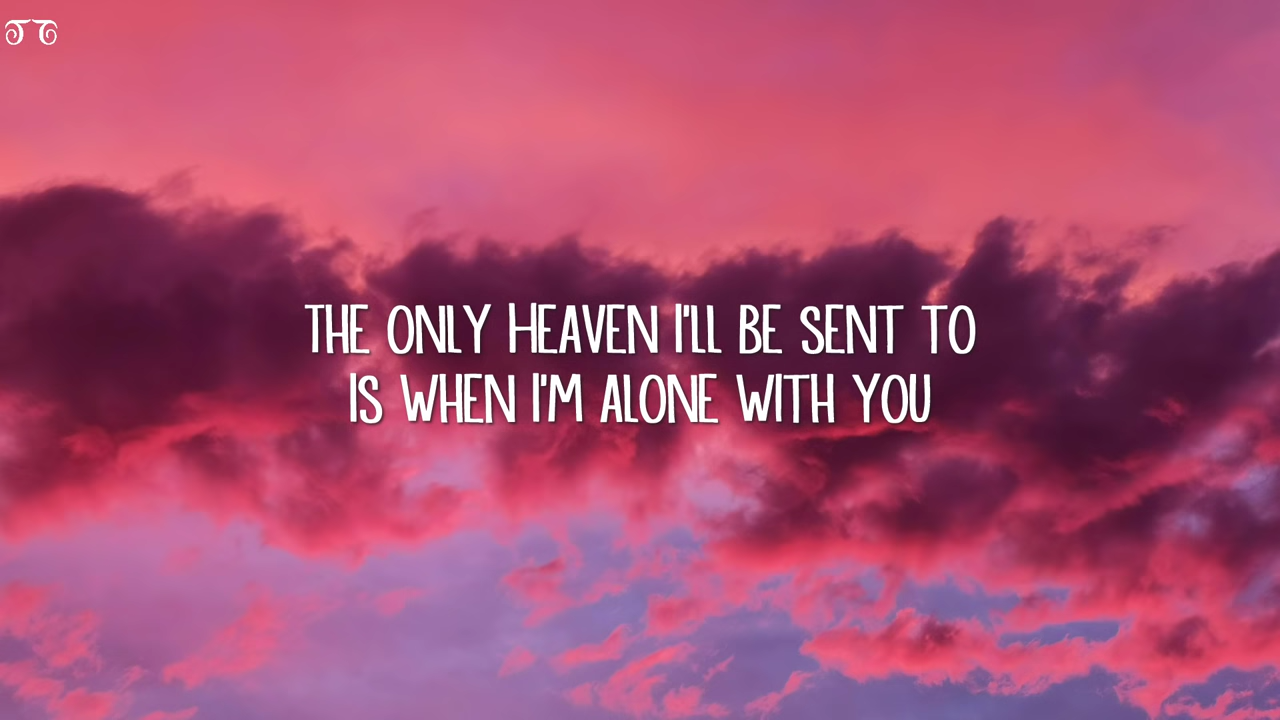 THE ONLY HEAVEN I'LL BE SENT TO
IS WHEN I'M ALONE WITH YOU